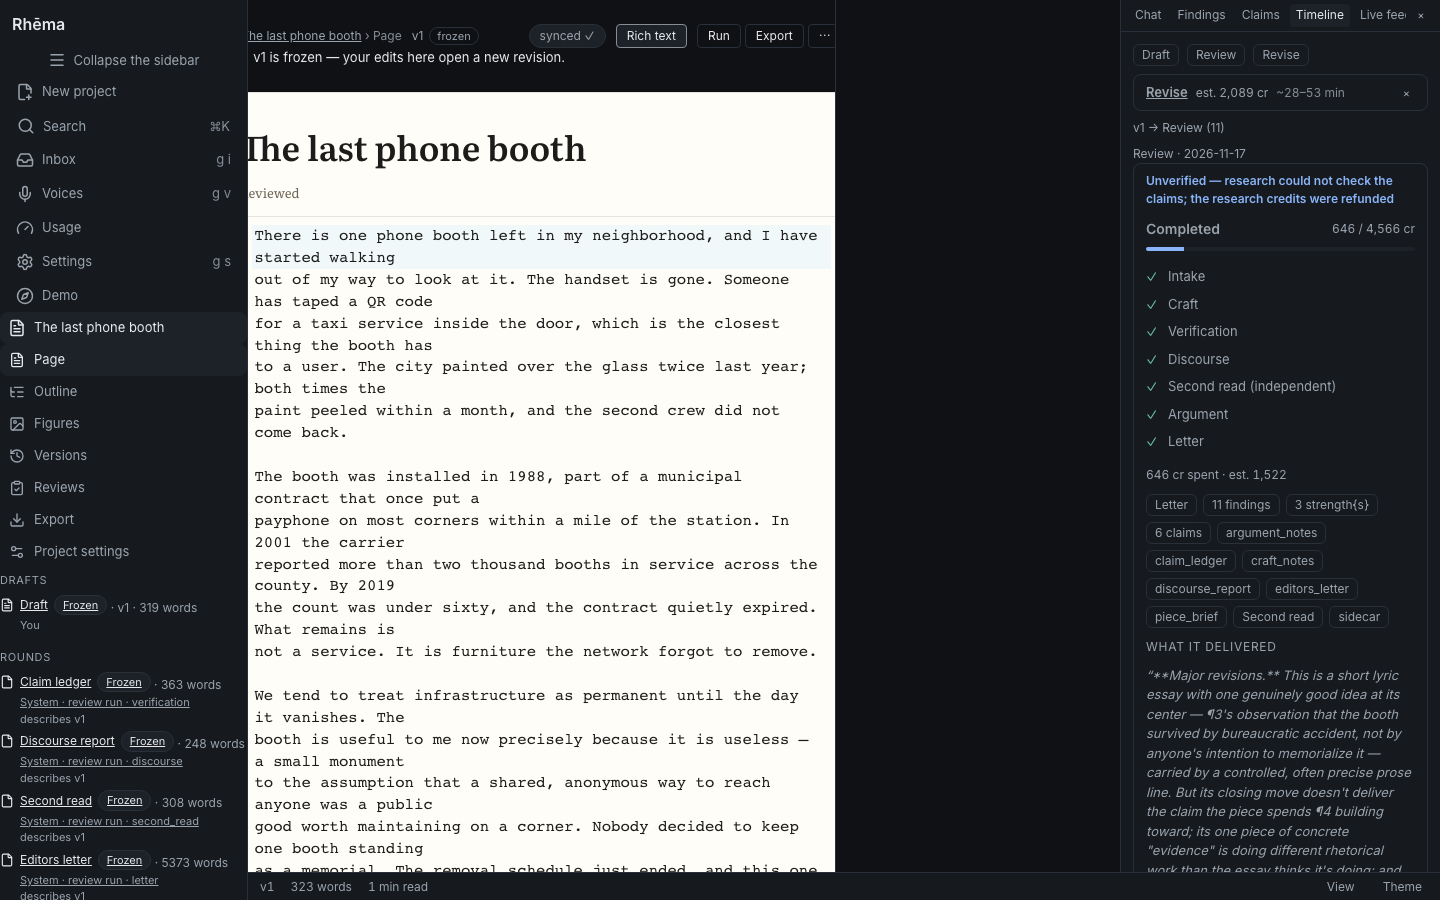 Rhēma
Collapse the sidebar
New project
Search ⌘K
Inbox g i
Voices g v
Usage
Settings g s
Demo
The last phone booth
Page
Outline
Figures
Versions
Reviews
Export
Project settings
DRAFTS
Draft Frozen · v1 · 319 words
You
ROUNDS
Claim ledger Frozen · 363 words
System · review run · verification
describes v1
Discourse report Frozen · 248 words
System · review run · discourse
describes v1
Second read Frozen · 308 words
System · review run · second_read
describes v1
Editors letter Frozen · 5373 words
System · review run · letter
describes v1
he last phone booth › Page v1 frozen synced ✓ Rich text Run Export ···
v1 is frozen — your edits here open a new revision.
The last phone booth
eviewed
There is one phone booth left in my neighborhood, and I have
started walking
out of my way to look at it. The handset is gone. Someone
has taped a QR code
for a taxi service inside the door, which is the closest
thing the booth has
to a user. The city painted over the glass twice last year;
both times the
paint peeled within a month, and the second crew did not
come back.
The booth was installed in 1988, part of a municipal
contract that once put a
payphone on most corners within a mile of the station. In
2001 the carrier
reported more than two thousand booths in service across the
county. By 2019
the count was under sixty, and the contract quietly expired.
What remains is
not a service. It is furniture the network forgot to remove.
We tend to treat infrastructure as permanent until the day
it vanishes. The
booth is useful to me now precisely because it is useless —
a small monument
to the assumption that a shared, anonymous way to reach
anyone was a public
good worth maintaining on a corner. Nobody decided to keep
one booth standing
as a memorial. The removal schedule just ended, and this one
v1 323 words 1 min read View Theme
Chat Findings Claims Timeline Live fee ×
Draft Review Revise
Revise est. 2,089 cr ~28–53 min ×
v1 → Review (11)
Review · 2026-11-17
Unverified — research could not check the
claims; the research credits were refunded
Completed 646 / 4,566 cr
✓ Intake
✓ Craft
✓ Verification
✓ Discourse
✓ Second read (independent)
✓ Argument
✓ Letter
646 cr spent · est. 1,522
Letter 11 findings 3 strength{s}
6 claims argument_notes
claim_ledger craft_notes
discourse_report editors_letter
piece_brief Second read sidecar
WHAT IT DELIVERED
“**Major revisions.** This is a short lyric
essay with one genuinely good idea at its
center — ¶3's observation that the booth
survived by bureaucratic accident, not by
anyone's intention to memorialize it —
carried by a controlled, often precise prose
line. But its closing move doesn't deliver
the claim the piece spends ¶4 building
toward; its one piece of concrete
"evidence" is doing different rhetorical
work than the essay thinks it's doing; and